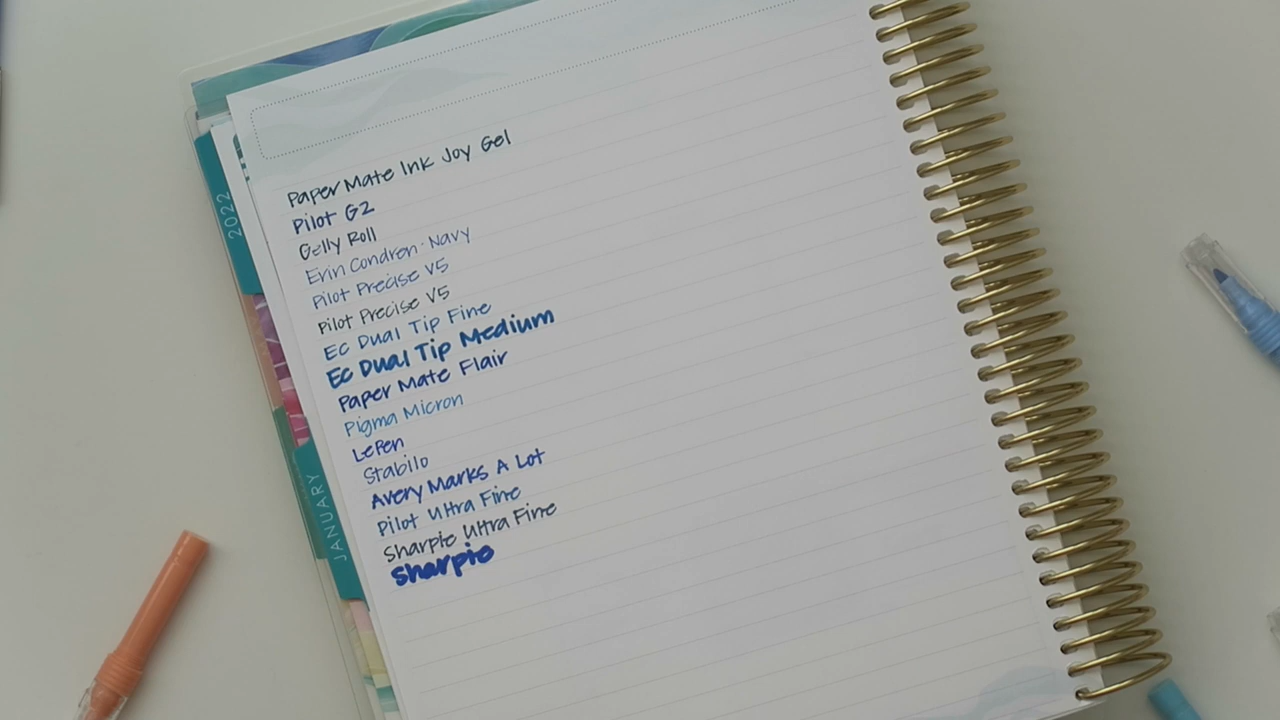 Paper Mate Ink Joy Gel
Pilot G2
Gelly Roll
Erin Condren · Navy
Pilot Precise V5
Pilot Precise V5
EC Dual Tip Fine
EC Dual Tip Medium
Paper Mate Flair
Pigma Micron
LePen
Stabilo
Avery Marks A Lot
Pilot Ultra Fine
Sharpie Ultra Fine
Sharpie
2022
JANUARY